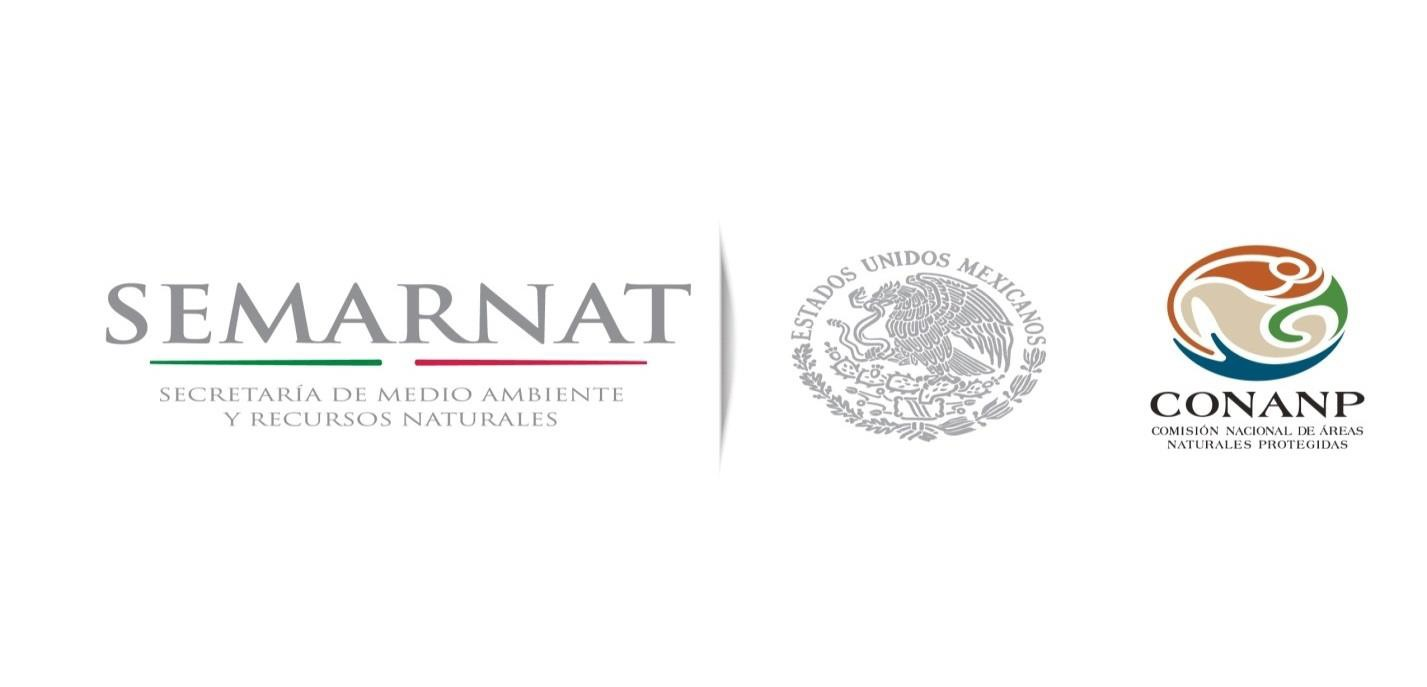 SEMARNAT
SECRETARÍA DE MEDIO AMBIENTE
Y RECURSOS NATURALES
ESTADOS UNIDOS MEXICANOS
CONANP
COMISIÓN NACIONAL DE ÁREAS
NATURALES PROTEGIDAS